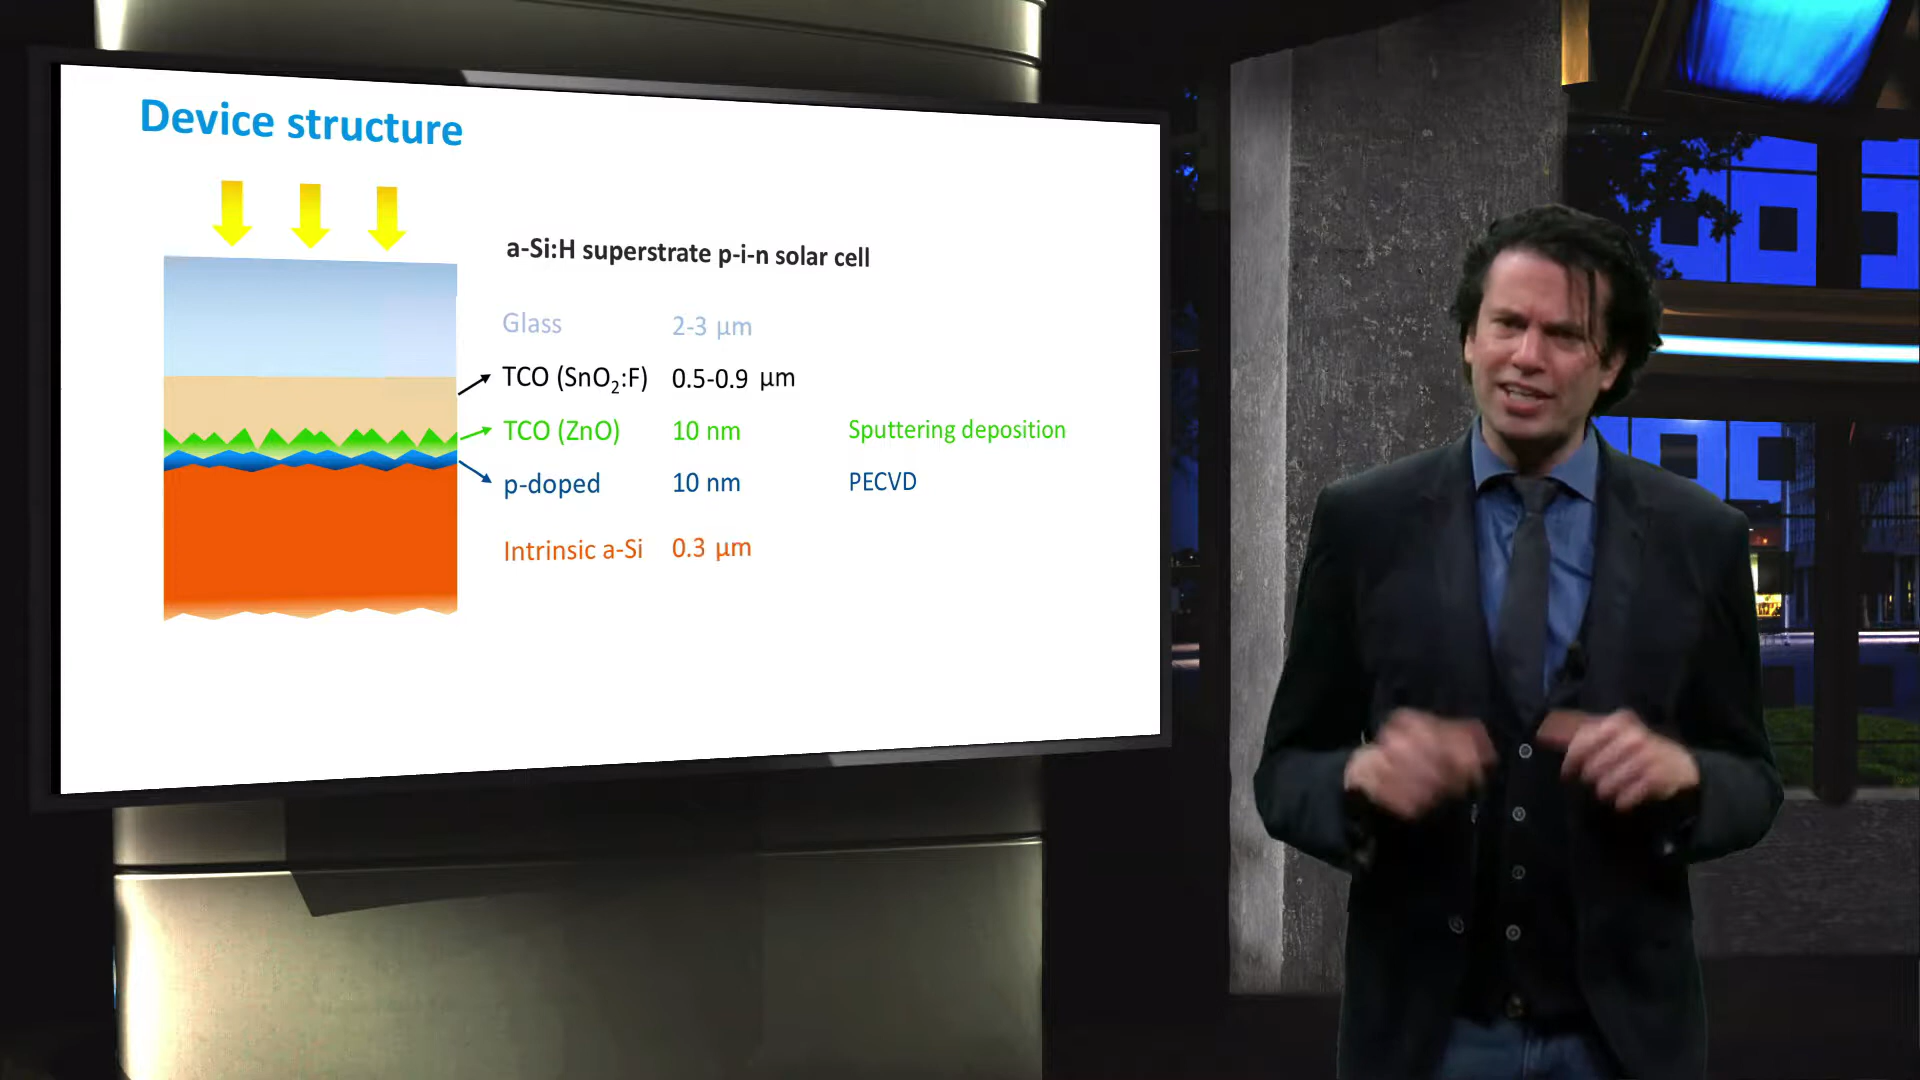 Device structure
a-Si:H superstrate p-i-n solar cell
Glass 2-3 µm
TCO (SnO₂:F) 0.5-0.9 µm
TCO (ZnO) 10 nm Sputtering deposition
p-doped 10 nm PECVD
Intrinsic a-Si 0.3 µm